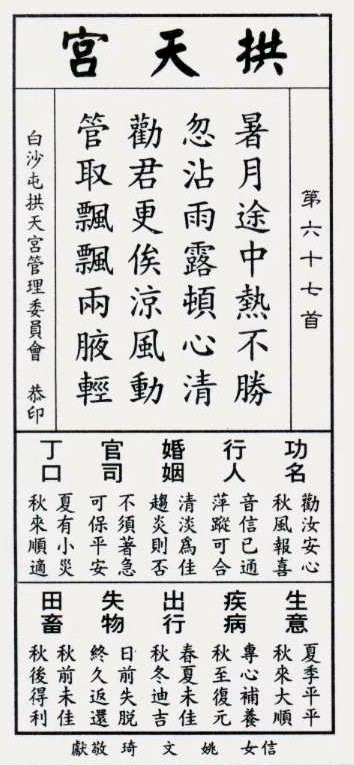 拱天宮
第六十七首
暑月途中熱不勝
忽沾雨露頓心清
勸君更俟涼風動
管取飄飄兩腋輕
白沙屯拱天宮管理委員會　恭印
功名
勸汝安心
秋風報喜
行人
音信已通
萍蹤可合
婚姻
清淡為佳
趨炎則否
官司
不須著急
可保平安
丁口
夏有小災
秋來順適
生意
夏季平平
秋來大順
疾病
專心補養
秋至復元
出行
春夏未佳
秋冬迪吉
失物
日前失脫
終久返還
田畜
秋前未佳
秋後得利
信女　姚文琦　敬獻